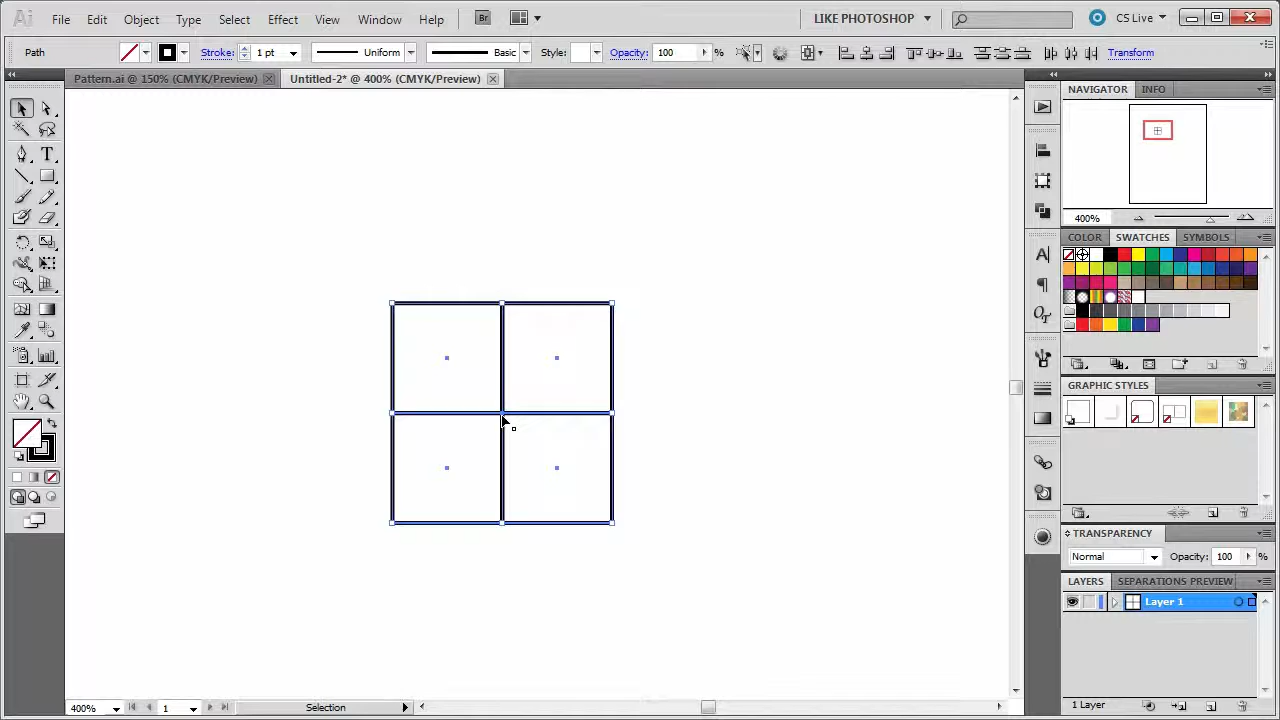 Ai File Edit Object Type Select Effect View Window Help Br LIKE PHOTOSHOP CS Live
Path Stroke: 1 pt Uniform Basic Style: Opacity: 100 % Transform
Pattern.ai @ 150% (CMYK/Preview) Untitled-2* @ 400% (CMYK/Preview)
NAVIGATOR INFO
400%
COLOR SWATCHES SYMBOLS
GRAPHIC STYLES
TRANSPARENCY
Normal Opacity: 100 %
LAYERS SEPARATIONS PREVIEW
Layer 1
1 Layer
400% 1 Selection